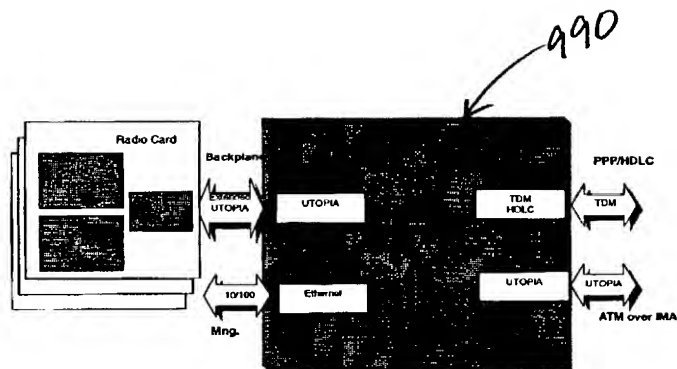 990
Radio Card
Backplane
PPP/HDLC
Extended
UTOPIA
UTOPIA
TDM
HDLC
TDM
10/100
Ethernet
UTOPIA
UTOPIA
Mng.
ATM over IMA